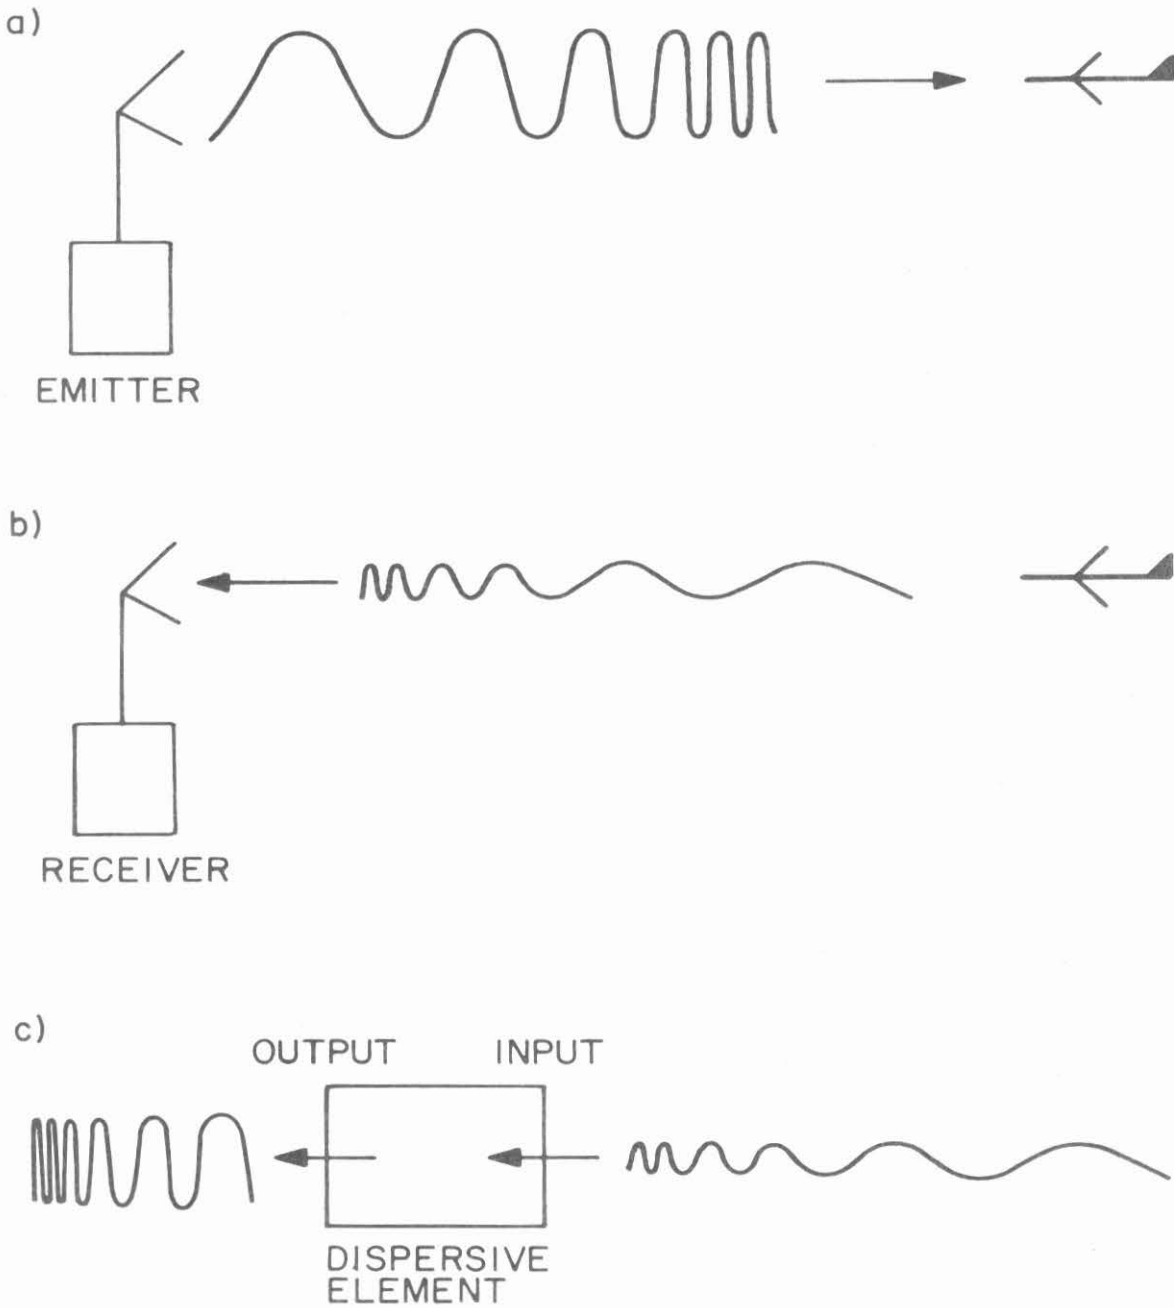 a)
EMITTER
b)
RECEIVER
c)
OUTPUT INPUT
DISPERSIVE
ELEMENT